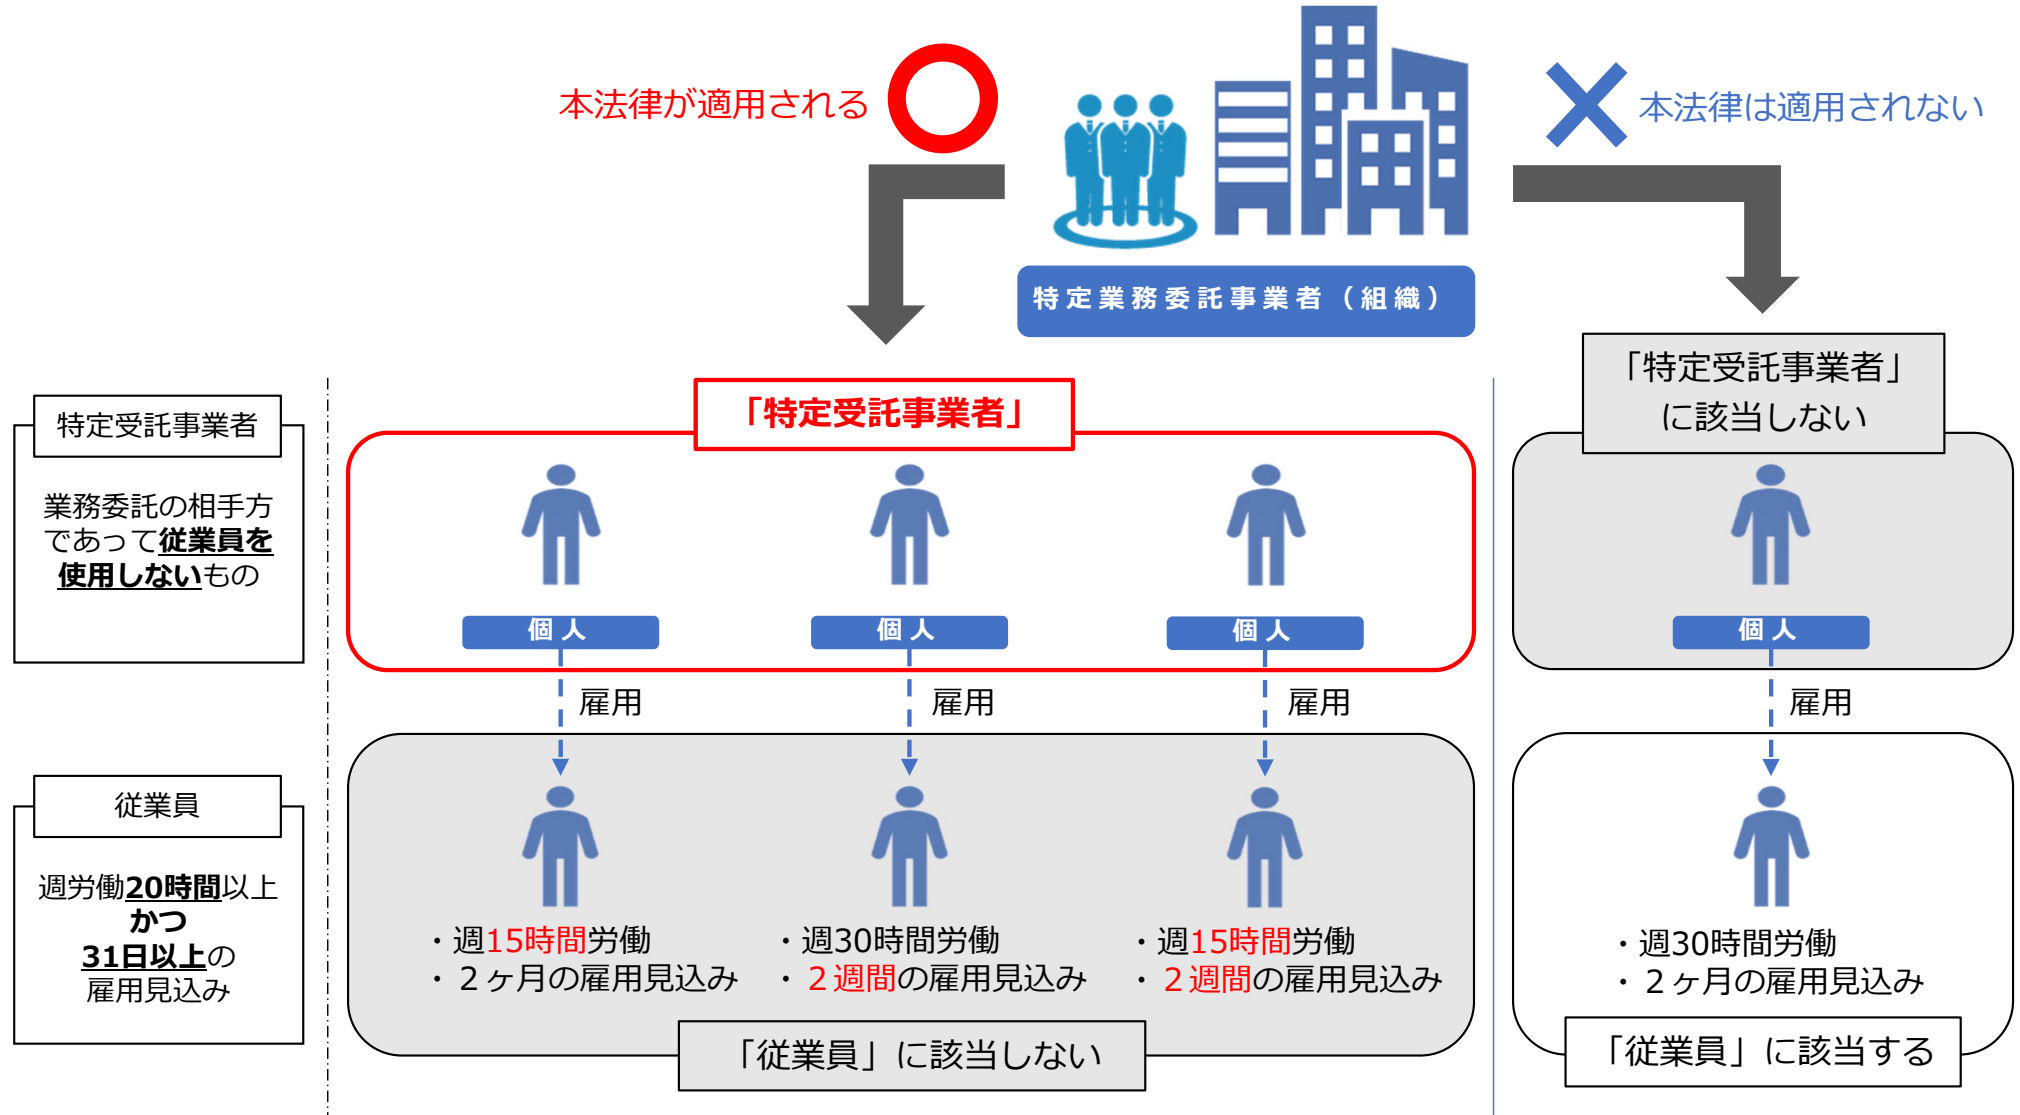 本法律が適用される
本法律は適用されない
特定業務委託事業者（組織）
「特定受託事業者」
に該当しない
「特定受託事業者」
特定受託事業者
業務委託の相手方
であって従業員を
使用しないもの
個人
個人
個人
個人
雇用
雇用
雇用
雇用
従業員
週労働20時間以上
かつ
31日以上の
雇用見込み
・週15時間労働
・２ヶ月の雇用見込み
・週30時間労働
・２週間の雇用見込み
・週15時間労働
・２週間の雇用見込み
・週30時間労働
・２ヶ月の雇用見込み
「従業員」に該当しない
「従業員」に該当する